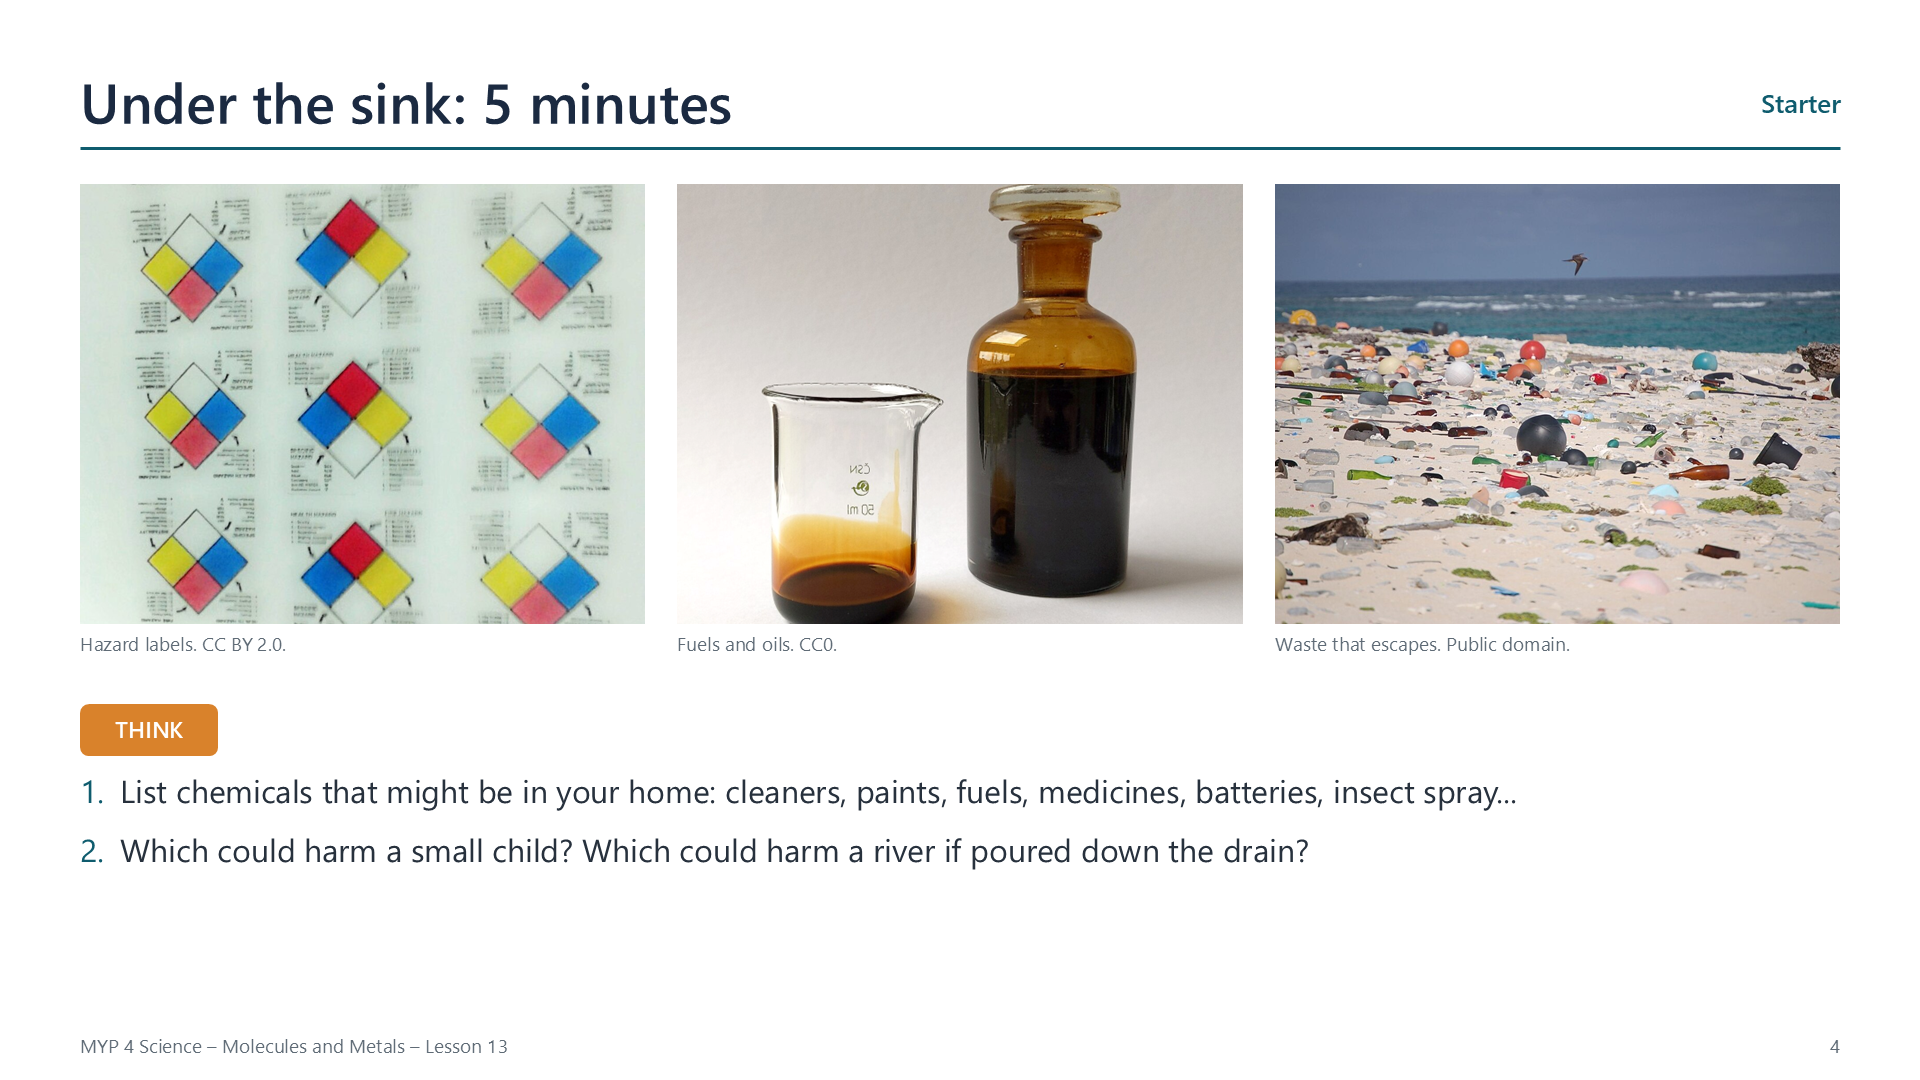 Under the sink: 5 minutes
Starter
Hazard labels. CC BY 2.0.
Fuels and oils. CC0.
Waste that escapes. Public domain.
THINK
1. List chemicals that might be in your home: cleaners, paints, fuels, medicines, batteries, insect spray...
2. Which could harm a small child? Which could harm a river if poured down the drain?
MYP 4 Science – Molecules and Metals – Lesson 13
4
ČSN
50 ml